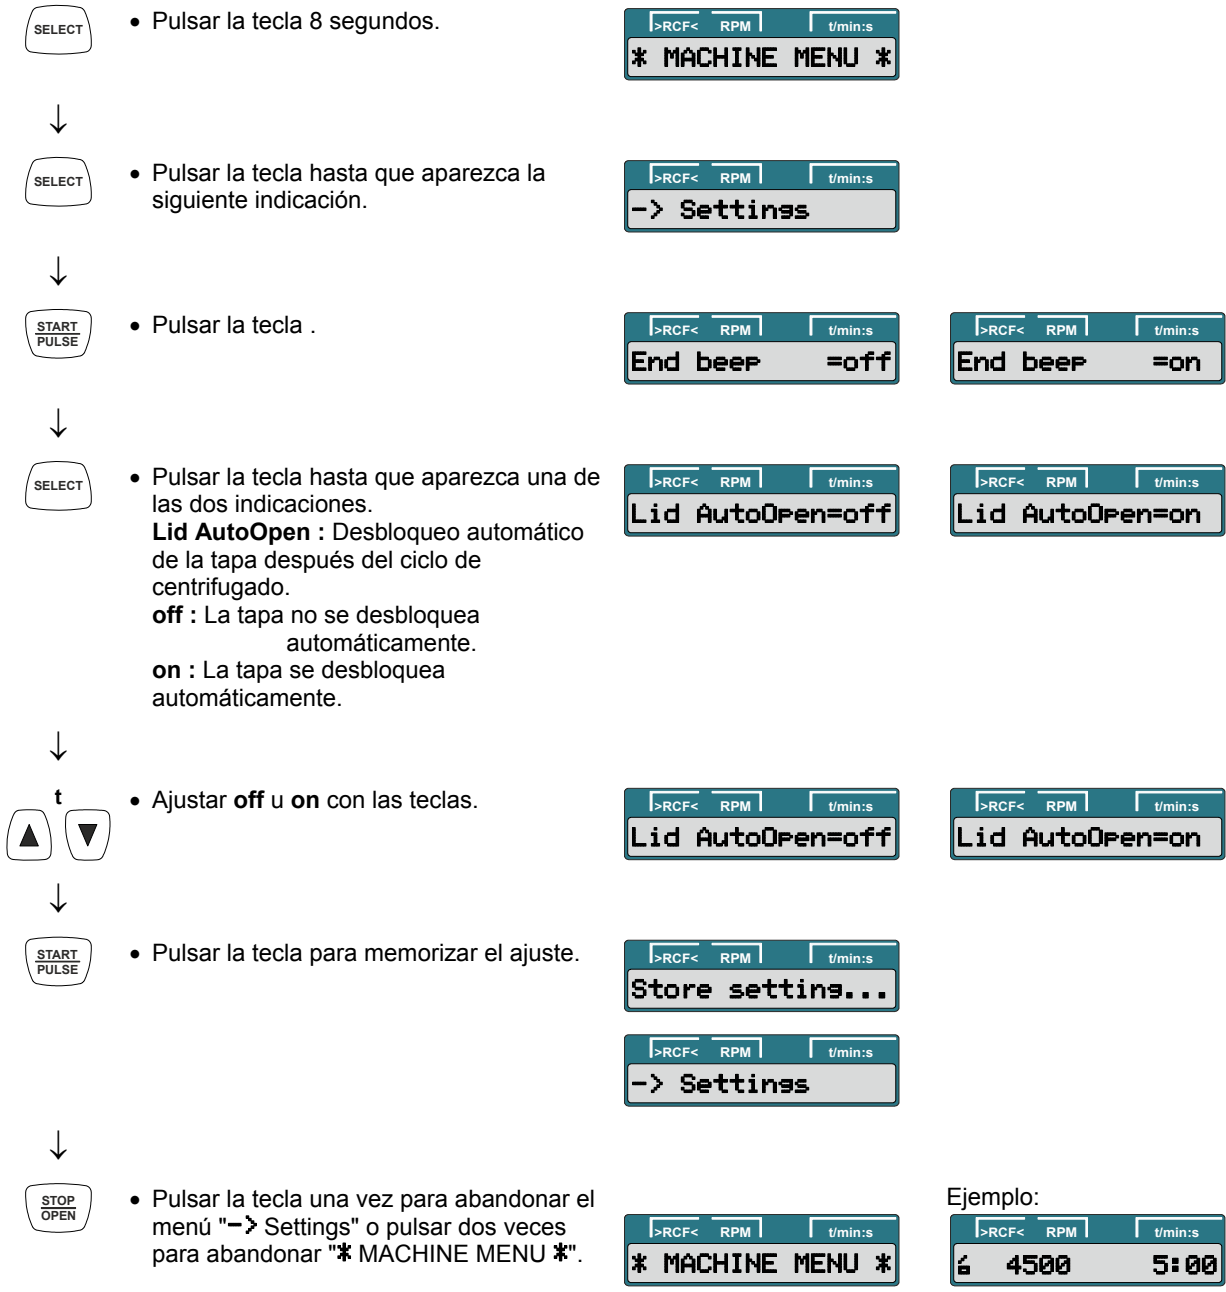 SELECT
• Pulsar la tecla 8 segundos.
>RCF< RPM t/min:s
* MACHINE MENU *
↓
SELECT
• Pulsar la tecla hasta que aparezca la
siguiente indicación.
>RCF< RPM t/min:s
-> Settings
↓
START
PULSE
• Pulsar la tecla .
>RCF< RPM t/min:s
End beep =off
>RCF< RPM t/min:s
End beep =on
↓
SELECT
• Pulsar la tecla hasta que aparezca una de
las dos indicaciones.
Lid AutoOpen : Desbloqueo automático
de la tapa después del ciclo de
centrifugado.
off : La tapa no se desbloquea
automáticamente.
on : La tapa se desbloquea
automáticamente.
>RCF< RPM t/min:s
Lid AutoOpen=off
>RCF< RPM t/min:s
Lid AutoOpen=on
↓
t
▲ ▼
• Ajustar off u on con las teclas.
>RCF< RPM t/min:s
Lid AutoOpen=off
>RCF< RPM t/min:s
Lid AutoOpen=on
↓
START
PULSE
• Pulsar la tecla para memorizar el ajuste.
>RCF< RPM t/min:s
Store setting...
>RCF< RPM t/min:s
-> Settings
↓
STOP
OPEN
• Pulsar la tecla una vez para abandonar el
menú "-> Settings" o pulsar dos veces
para abandonar "* MACHINE MENU *".
>RCF< RPM t/min:s
* MACHINE MENU *
Ejemplo:
>RCF< RPM t/min:s
4500 5:00